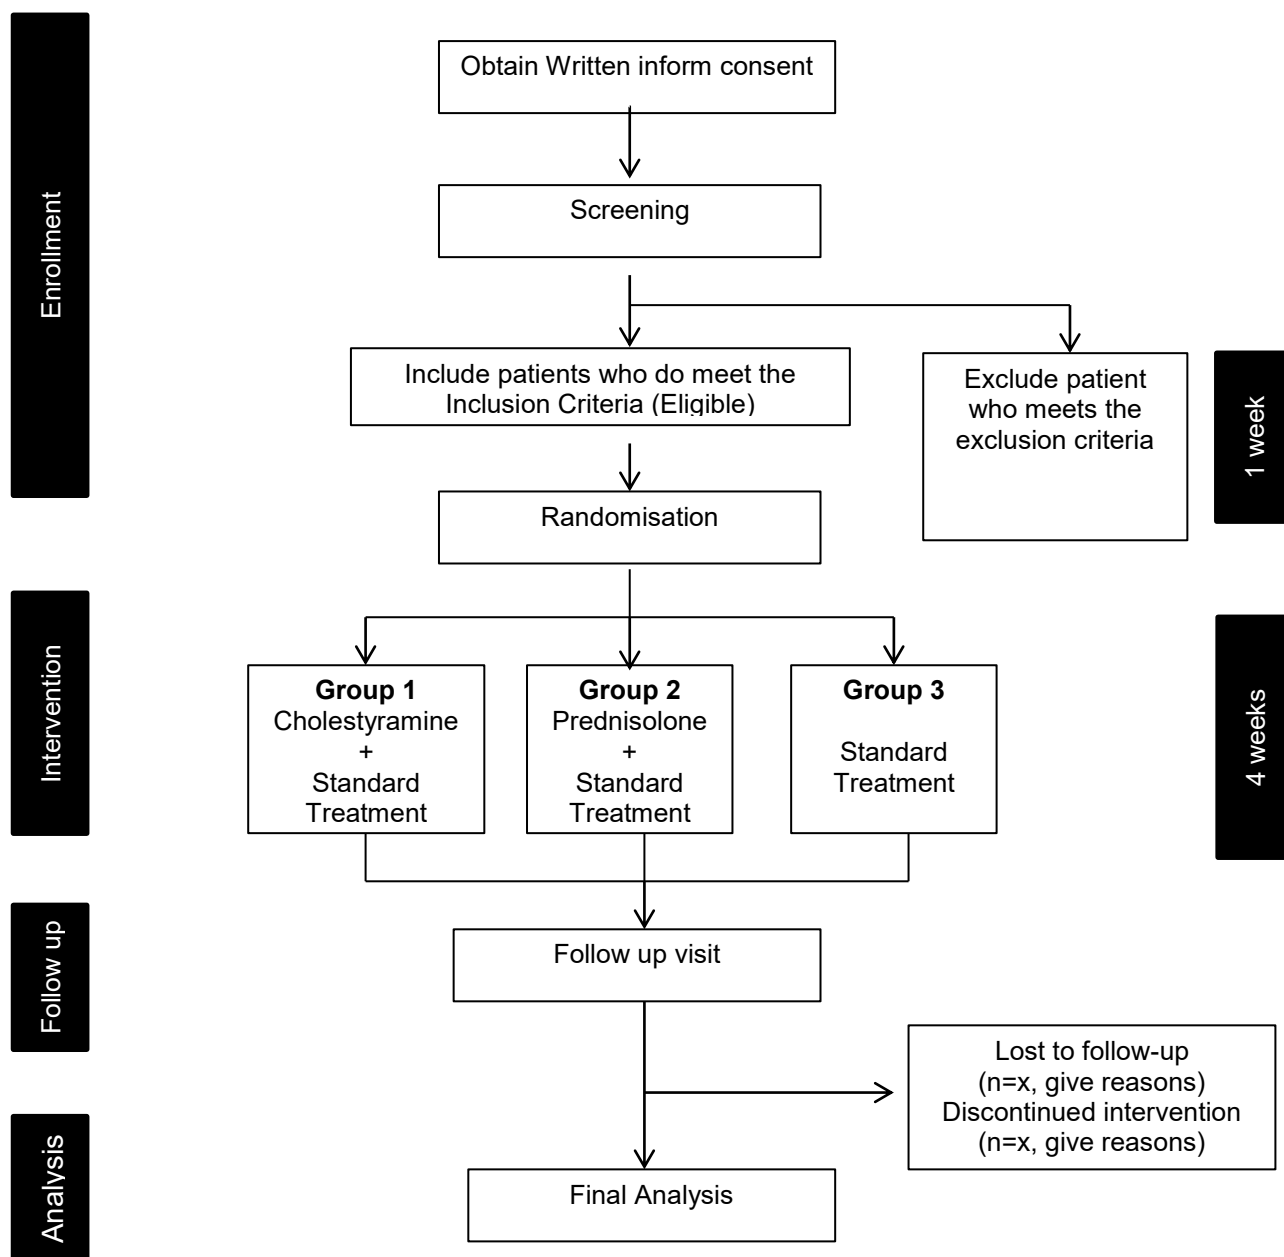 Enrollment
Obtain Written inform consent
Screening
Include patients who do meet the
Inclusion Criteria (Eligible)
Exclude patient
who meets the
exclusion criteria
1 week
Randomisation
Intervention
Group 1
Cholestyramine
+
Standard
Treatment
Group 2
Prednisolone
+
Standard
Treatment
Group 3
Standard
Treatment
4 weeks
Follow up
Follow up visit
Lost to follow-up
(n=x, give reasons)
Discontinued intervention
(n=x, give reasons)
Analysis
Final Analysis